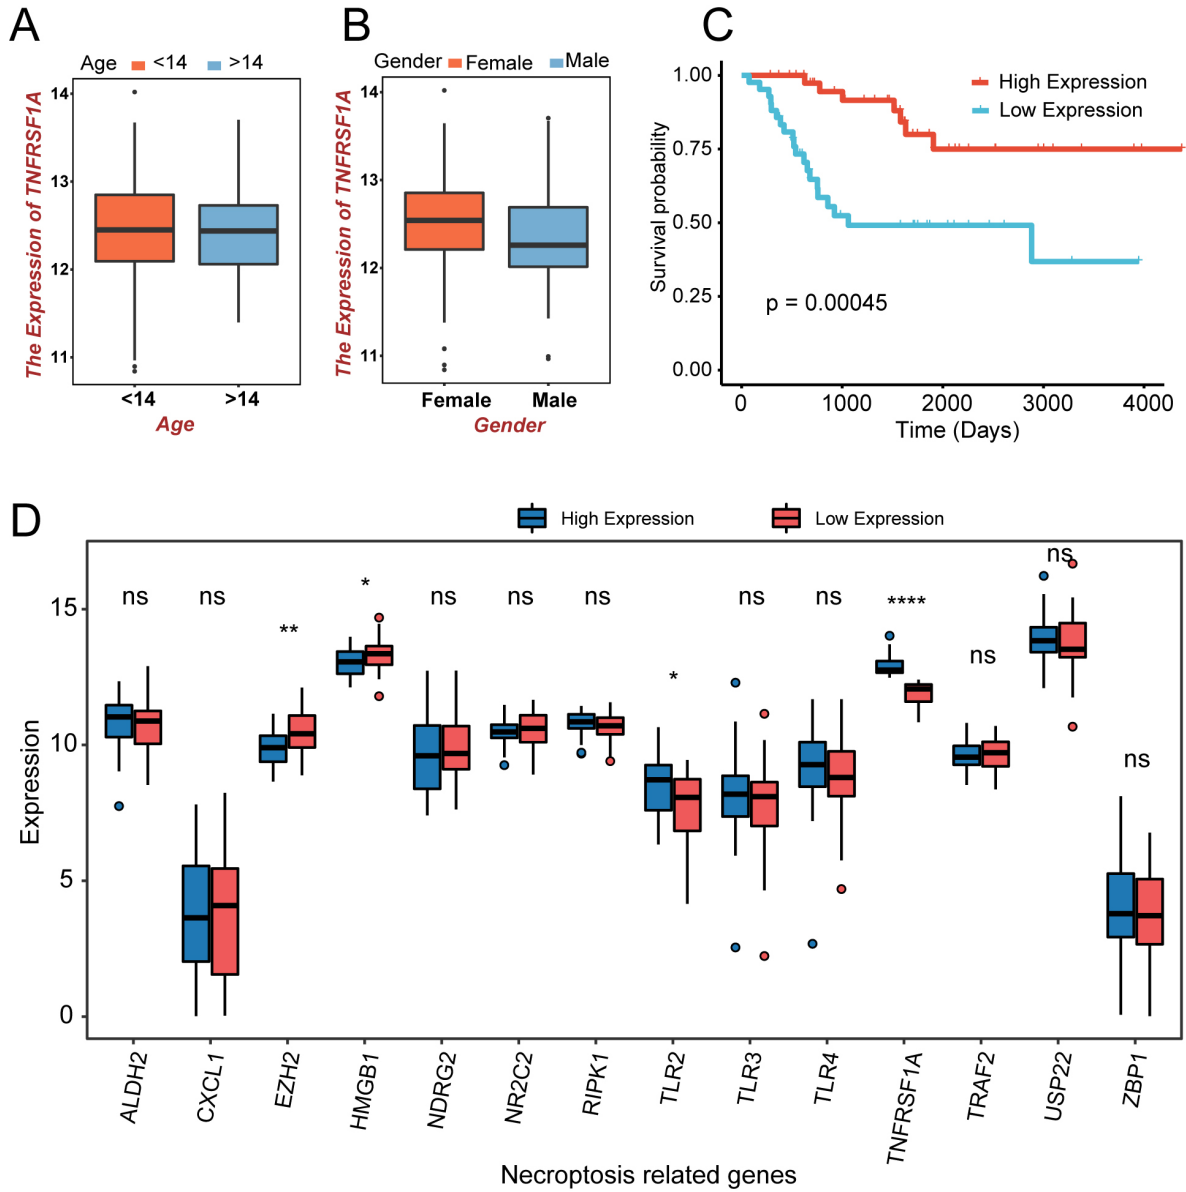 A
Age <14 >14
The Expression of TNFRSF1A
14
13
12
11
<14 >14
Age
B
Gender Female Male
The Expression of TNFRSF1A
14
13
12
11
Female Male
Gender
C
High Expression
Low Expression
Survival probability
1.00
0.75
0.50
0.25
0.00
p = 0.00045
0 1000 2000 3000 4000
Time (Days)
D
High Expression Low Expression
Expression
15
10
5
0
ns ns ** * ns ns ns * ns ns **** ns ns ns
ALDH2 CXCL1 EZH2 HMGB1 NDRG2 NR2C2 RIPK1 TLR2 TLR3 TLR4 TNFRSF1A TRAF2 USP22 ZBP1
Necroptosis related genes